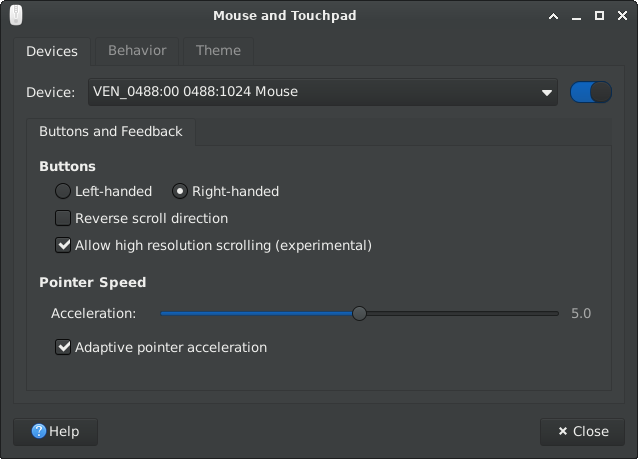 Mouse and Touchpad
Devices Behavior Theme
Device: VEN_0488:00 0488:1024 Mouse
Buttons and Feedback
Buttons
Left-handed Right-handed
Reverse scroll direction
Allow high resolution scrolling (experimental)
Pointer Speed
Acceleration: 5.0
Adaptive pointer acceleration
Help Close